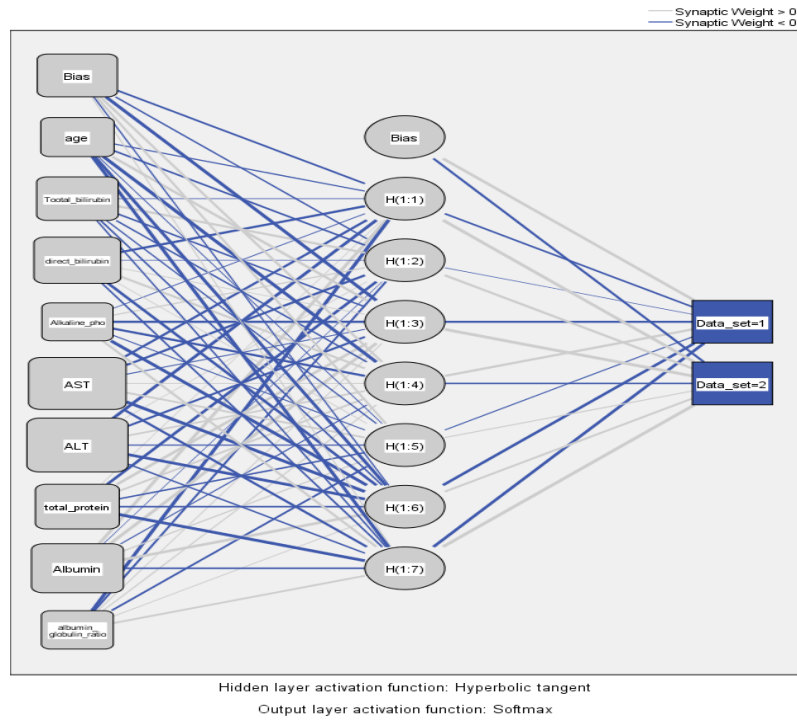 Synaptic Weight > 0
Synaptic Weight < 0
Bias
age
Tootal_bilirubin
direct_bilirubin
Alkaline_pho
AST
ALT
total_protein
Albumin
albumin_
globulin_ratio
Bias
H(1:1)
H(1:2)
H(1:3)
H(1:4)
H(1:5)
H(1:6)
H(1:7)
Data_set=1
Data_set=2
Hidden layer activation function: Hyperbolic tangent
Output layer activation function: Softmax